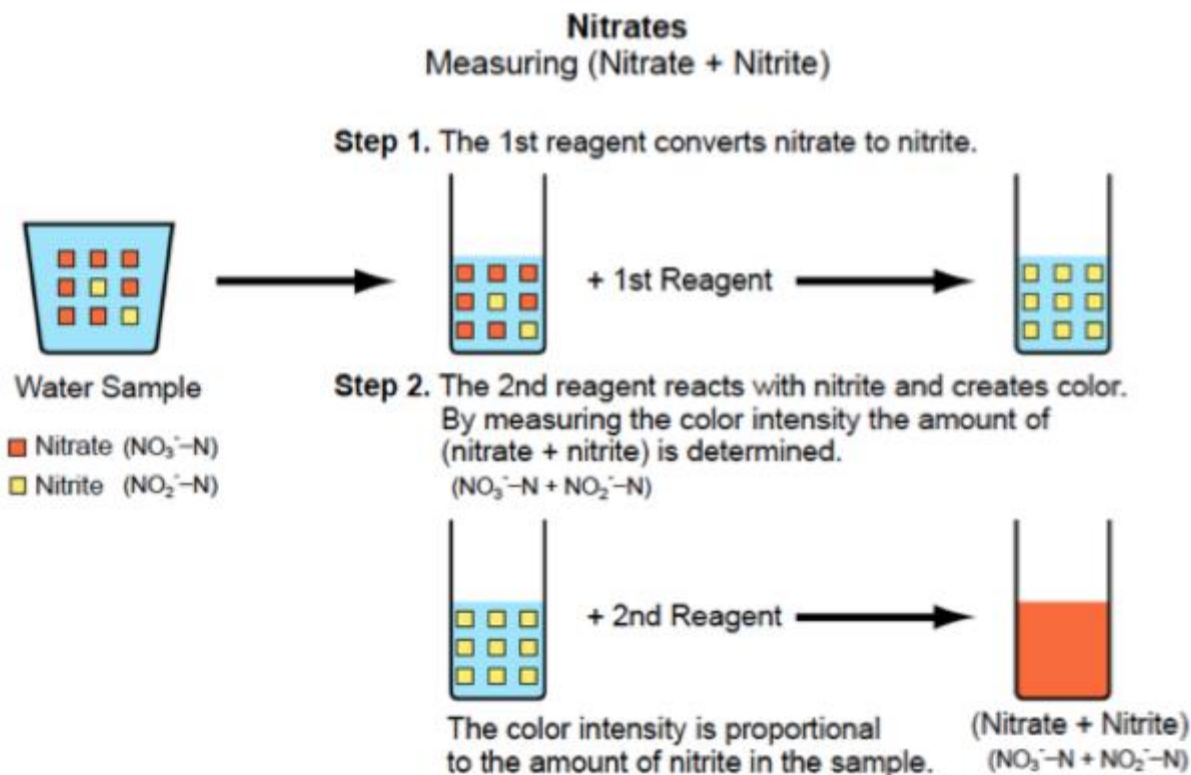 Nitrates
Measuring (Nitrate + Nitrite)
Step 1. The 1st reagent converts nitrate to nitrite.
+ 1st Reagent
Water Sample
Nitrate (NO₃⁻–N)
Nitrite (NO₂⁻–N)
Step 2. The 2nd reagent reacts with nitrite and creates color.
By measuring the color intensity the amount of
(nitrate + nitrite) is determined.
(NO₃⁻–N + NO₂⁻–N)
+ 2nd Reagent
The color intensity is proportional
to the amount of nitrite in the sample.
(Nitrate + Nitrite)
(NO₃⁻–N + NO₂⁻–N)